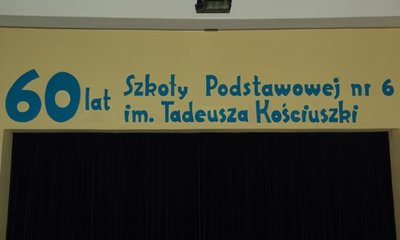 60 lat Szkoły Podstawowej nr 6
im. Tadeusza Kościuszki